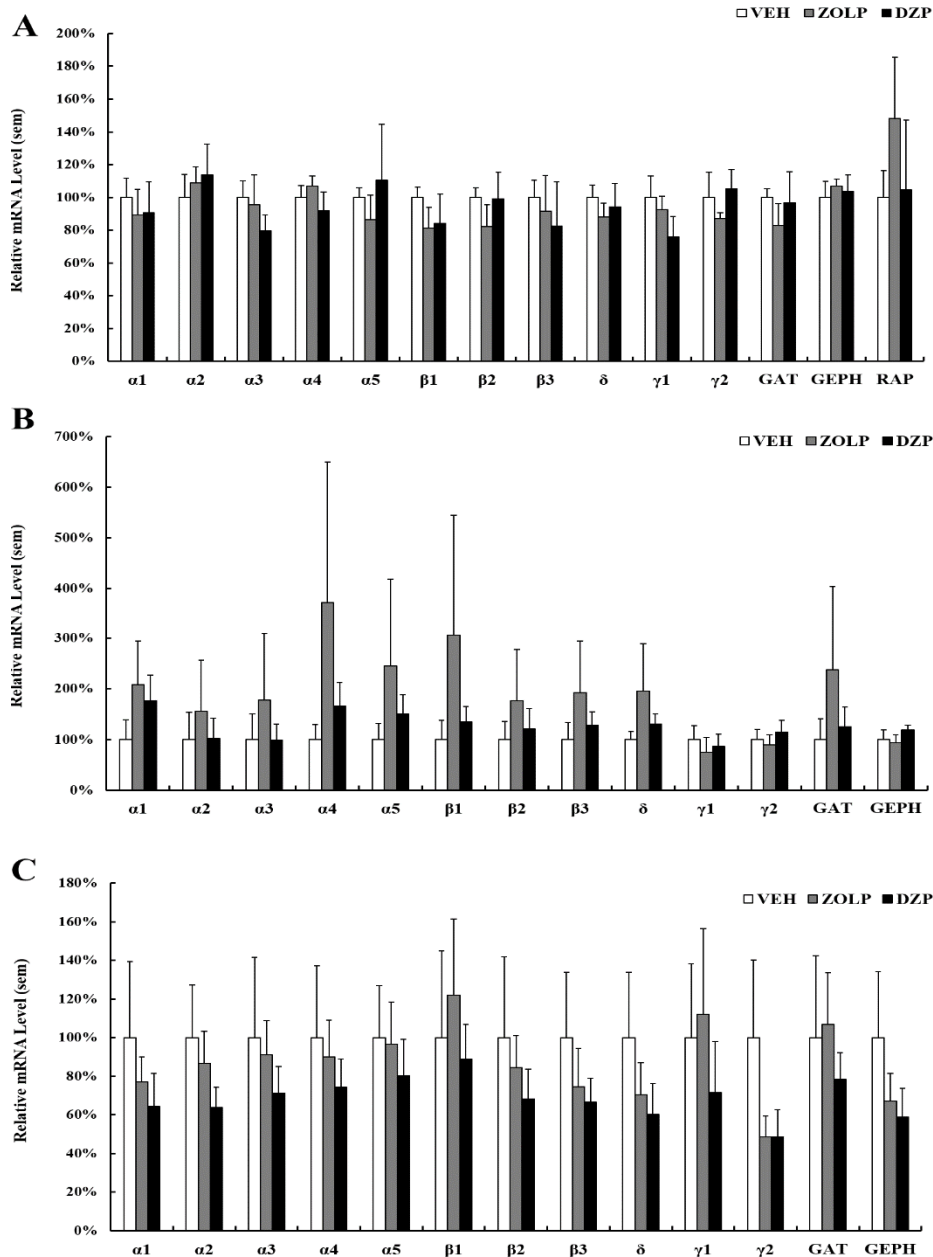 A
VEH ZOLP DZP
Relative mRNA Level (sem)
200%
180%
160%
140%
120%
100%
80%
60%
40%
20%
0%
α1 α2 α3 α4 α5 β1 β2 β3 δ γ1 γ2 GAT GEPH RAP
B
VEH ZOLP DZP
Relative mRNA Level (sem)
700%
600%
500%
400%
300%
200%
100%
0%
α1 α2 α3 α4 α5 β1 β2 β3 δ γ1 γ2 GAT GEPH
C
VEH ZOLP DZP
Relative mRNA Level (sem)
180%
160%
140%
120%
100%
80%
60%
40%
20%
0%
α1 α2 α3 α4 α5 β1 β2 β3 δ γ1 γ2 GAT GEPH